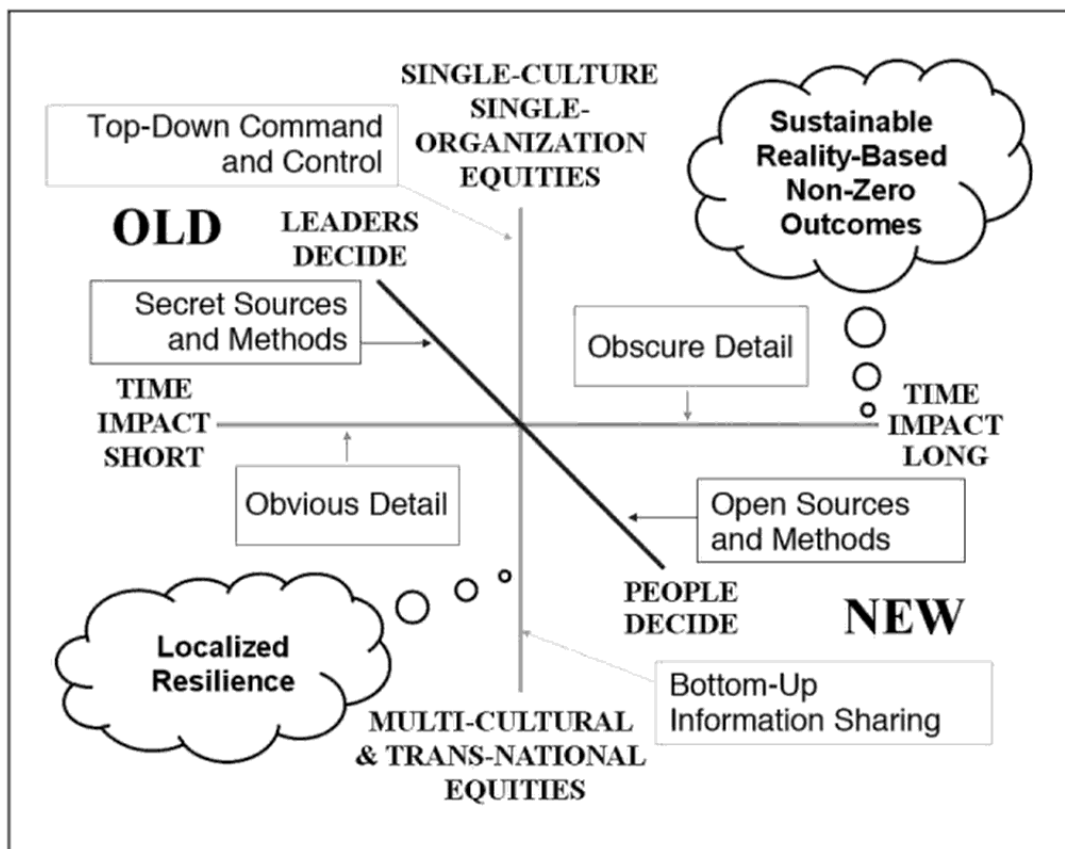 SINGLE-CULTURE
SINGLE-
ORGANIZATION
EQUITIES
Top-Down Command
and Control
Sustainable
Reality-Based
Non-Zero
Outcomes
OLD
LEADERS
DECIDE
Secret Sources
and Methods
Obscure Detail
TIME
IMPACT
SHORT
TIME
IMPACT
LONG
Obvious Detail
Open Sources
and Methods
PEOPLE
DECIDE
NEW
Localized
Resilience
Bottom-Up
Information Sharing
MULTI-CULTURAL
& TRANS-NATIONAL
EQUITIES